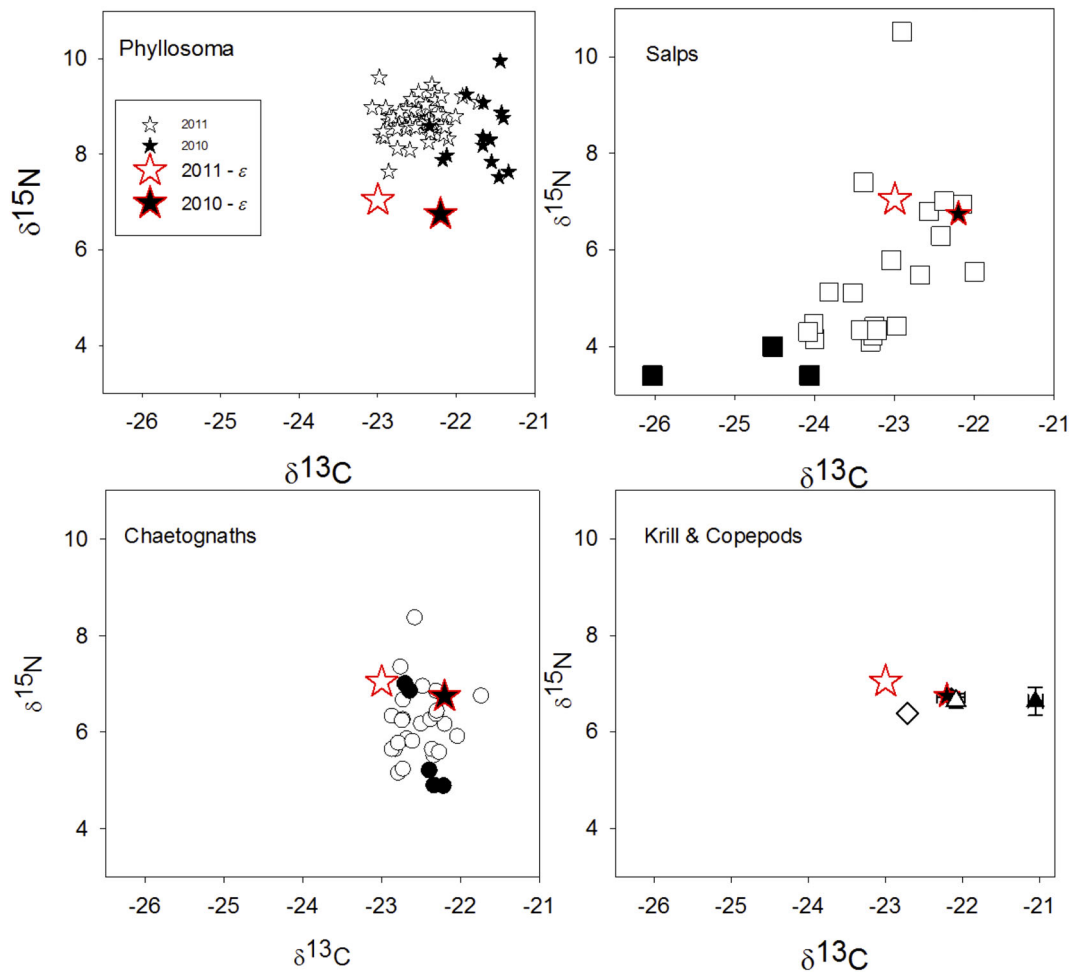 Phyllosoma
10
8
6
4
δ15N
2011
2010
2011 - ε
2010 - ε
-26 -25 -24 -23 -22 -21
δ13C
Salps
10
8
6
4
δ15N
-26 -25 -24 -23 -22 -21
δ13C
Chaetognaths
10
8
6
4
δ15N
-26 -25 -24 -23 -22 -21
δ13C
Krill & Copepods
10
8
6
4
δ15N
-26 -25 -24 -23 -22 -21
δ13C